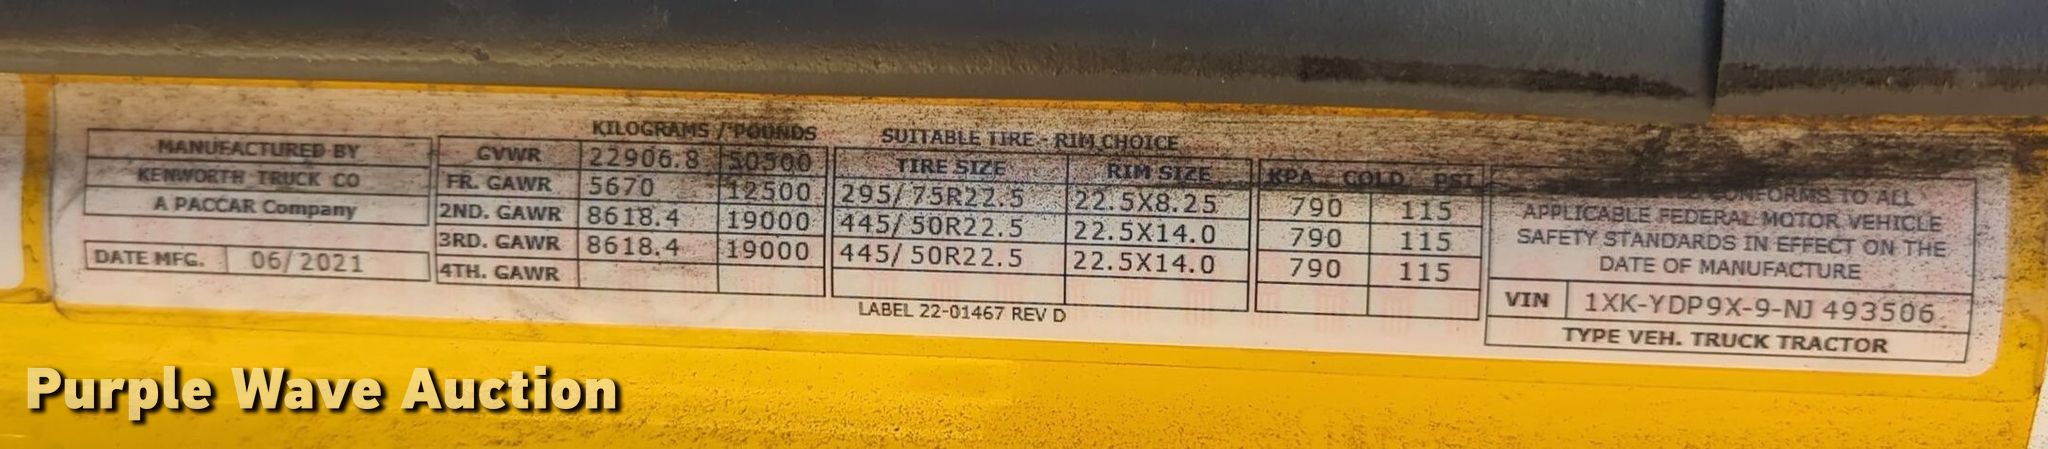 MANUFACTURED BY
KENWORTH TRUCK CO
A PACCAR Company
DATE MFG. 06/2021
KILOGRAMS / POUNDS
GVWR 22906.8 50500
FR. GAWR 5670 12500
2ND. GAWR 8618.4 19000
3RD. GAWR 8618.4 19000
4TH. GAWR
SUITABLE TIRE - RIM CHOICE
TIRE SIZE RIM SIZE
295/75R22.5 22.5X8.25
445/50R22.5 22.5X14.0
445/50R22.5 22.5X14.0
KPA COLD PSI
790 115
790 115
790 115
LABEL 22-01467 REV D
CONFORMS TO ALL
APPLICABLE FEDERAL MOTOR VEHICLE
SAFETY STANDARDS IN EFFECT ON THE
DATE OF MANUFACTURE
VIN 1XK-YDP9X-9-NJ 493506
TYPE VEH. TRUCK TRACTOR
Purple Wave Auction